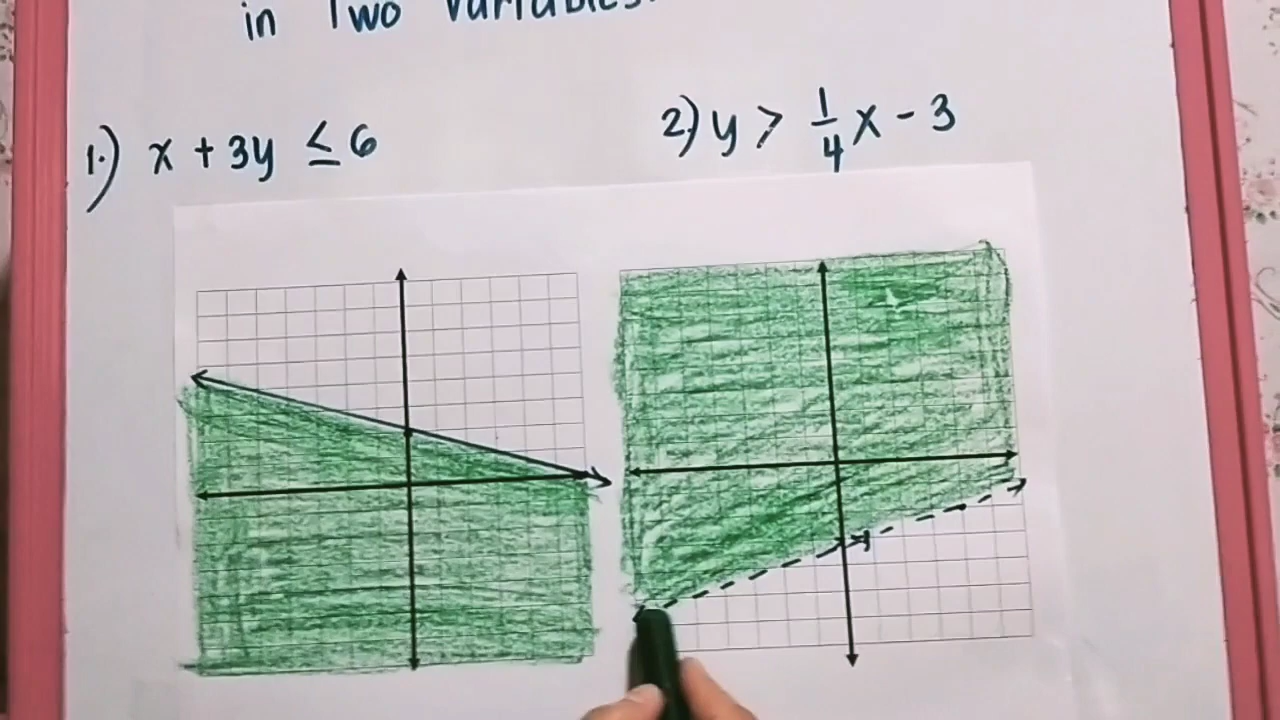 in Two Variables.
1.) x + 3y ≤ 6
2.) y > 1/4 x - 3